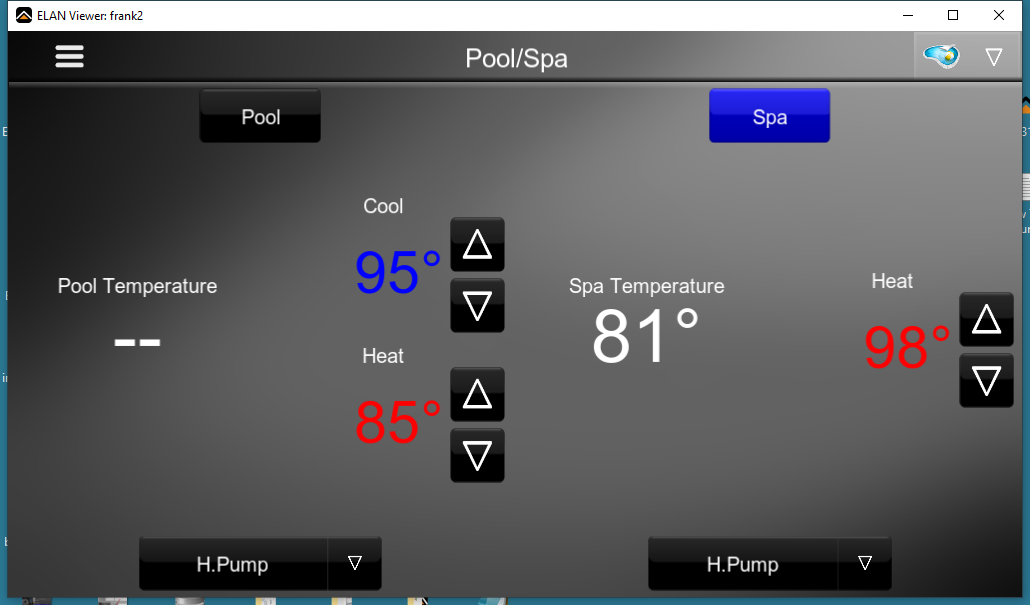 ELAN Viewer: frank2
Pool/Spa
Pool
Spa
Cool
95°
Pool Temperature
--
Heat
85°
Spa Temperature
81°
Heat
98°
H.Pump
H.Pump